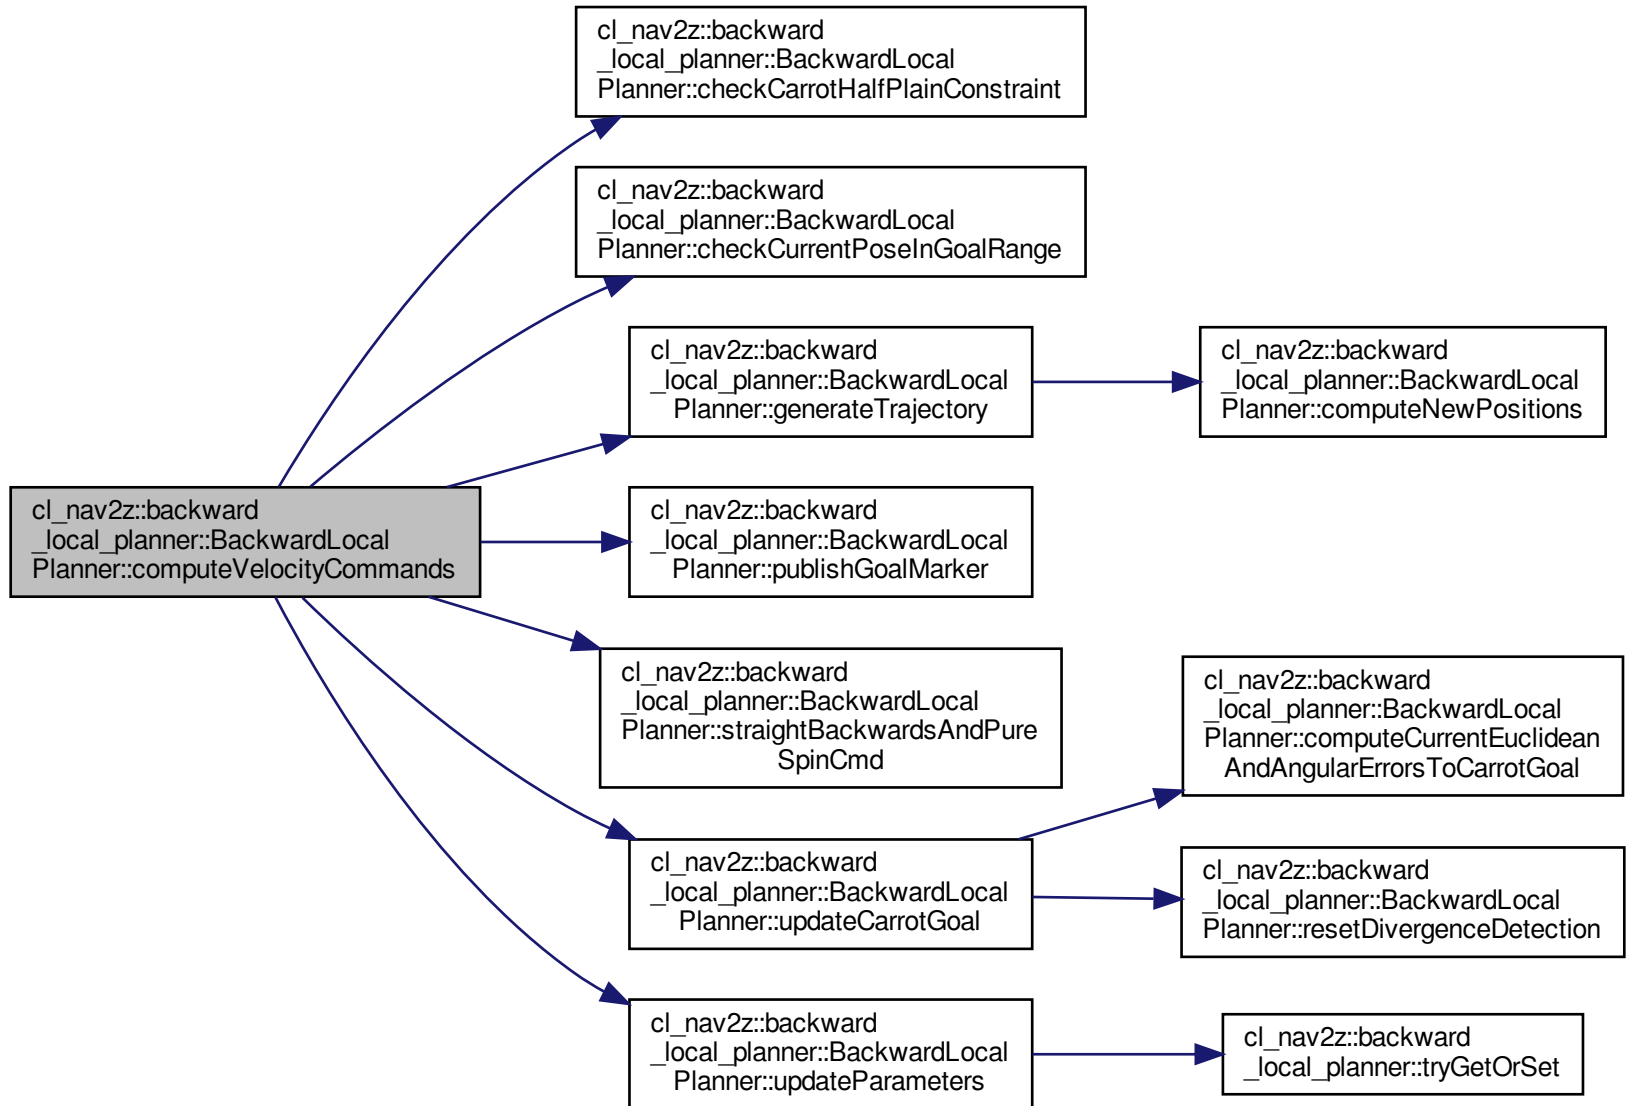 cl_nav2z::backward
_local_planner::BackwardLocal
Planner::checkCarrotHalfPlainConstraint
cl_nav2z::backward
_local_planner::BackwardLocal
Planner::checkCurrentPoseInGoalRange
cl_nav2z::backward
_local_planner::BackwardLocal
Planner::generateTrajectory
cl_nav2z::backward
_local_planner::BackwardLocal
Planner::computeNewPositions
cl_nav2z::backward
_local_planner::BackwardLocal
Planner::computeVelocityCommands
cl_nav2z::backward
_local_planner::BackwardLocal
Planner::publishGoalMarker
cl_nav2z::backward
_local_planner::BackwardLocal
Planner::straightBackwardsAndPure
SpinCmd
cl_nav2z::backward
_local_planner::BackwardLocal
Planner::computeCurrentEuclidean
AndAngularErrorsToCarrotGoal
cl_nav2z::backward
_local_planner::BackwardLocal
Planner::updateCarrotGoal
cl_nav2z::backward
_local_planner::BackwardLocal
Planner::resetDivergenceDetection
cl_nav2z::backward
_local_planner::BackwardLocal
Planner::updateParameters
cl_nav2z::backward
_local_planner::tryGetOrSet